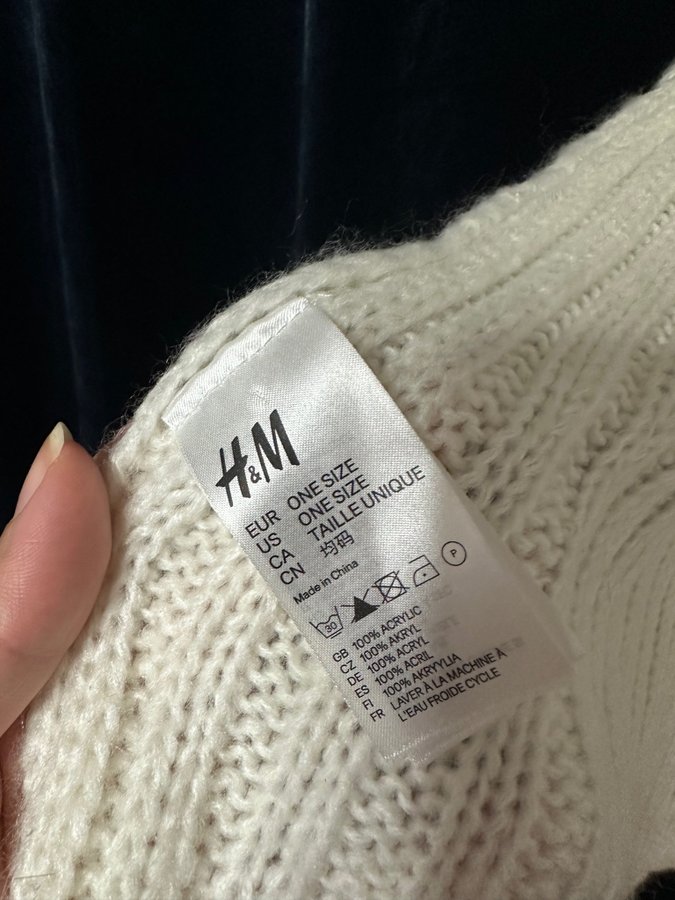 H&M
EUR ONE SIZE
US ONE SIZE
CA TAILLE UNIQUE
CN 均码
Made in China
30 P
GB 100% ACRYLIC
CZ 100% AKRYL
DE 100% ACRYL
ES 100% ACRIL
FI 100% AKRYYLIA
FR LAVER À LA MACHINE À
L'EAU FROIDE CYCLE